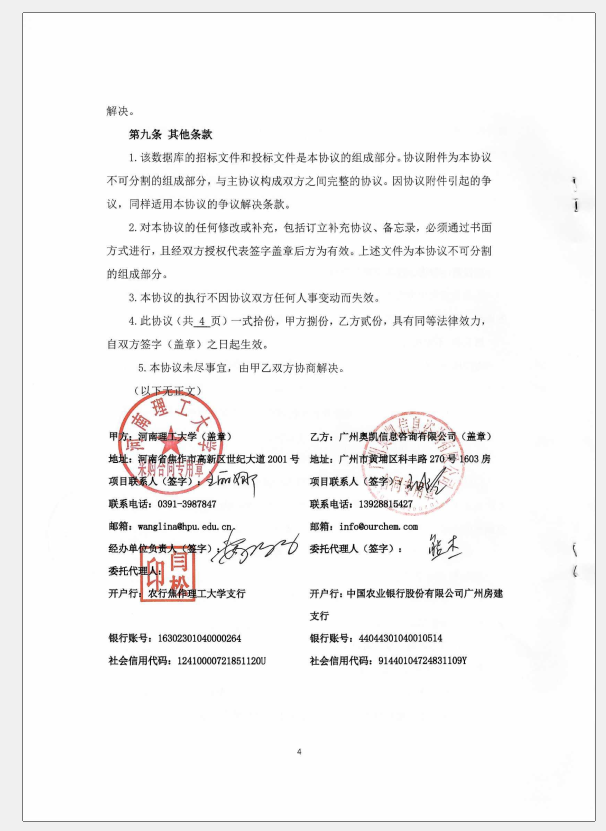 解决。
第九条 其他条款
1. 该数据库的招标文件和投标文件是本协议的组成部分。协议附件为本协议
不可分割的组成部分，与主协议构成双方之间完整的协议。因协议附件引起的争
议，同样适用本协议的争议解决条款。
2. 对本协议的任何修改或补充，包括订立补充协议、备忘录，必须通过书面
方式进行，且经双方授权代表签字盖章后方为有效。上述文件为本协议不可分割
的组成部分。
3. 本协议的执行不因协议双方任何人事变动而失效。
4. 此协议（共 4 页）一式拾份，甲方捌份，乙方贰份，具有同等法律效力，
自双方签字（盖章）之日起生效。
5. 本协议未尽事宜，由甲乙双方协商解决。
（以下无正文）
甲方：河南理工大学（盖章）
地址：河南省焦作市高新区世纪大道 2001 号
项目联系人（签字）：
联系电话：0391-3987847
邮箱：wanglina@hpu.edu.cn
经办单位负责人（签字）：
委托代理人：
开户行：农行焦作理工大学支行
银行账号：16302301040000264
社会信用代码：12410000721851120U
乙方：广州奥凯信息咨询有限公司（盖章）
地址：广州市黄埔区科丰路 270 号 1603 房
项目联系人（签字）：
联系电话：13928815427
邮箱：info@ourchem.com
委托代理人（签字）：
开户行：中国农业银行股份有限公司广州房建
支行
银行账号：44044301040010514
社会信用代码：91440104724831109Y
河南理工大学
采购合同专用章
闫松印
4